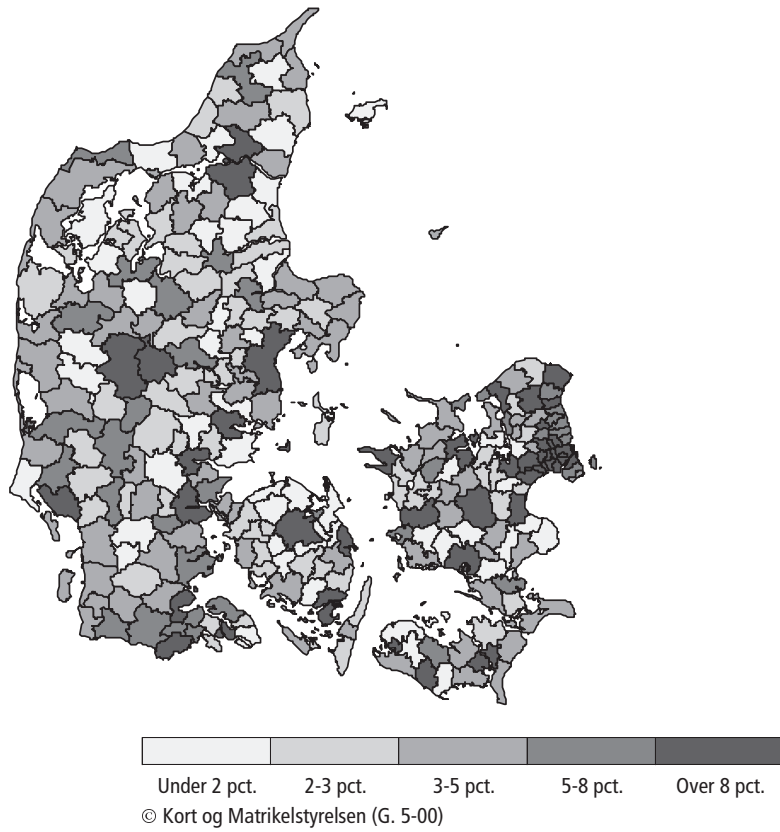 Under 2 pct. 2-3 pct. 3-5 pct. 5-8 pct. Over 8 pct.
© Kort og Matrikelstyrelsen (G. 5-00)